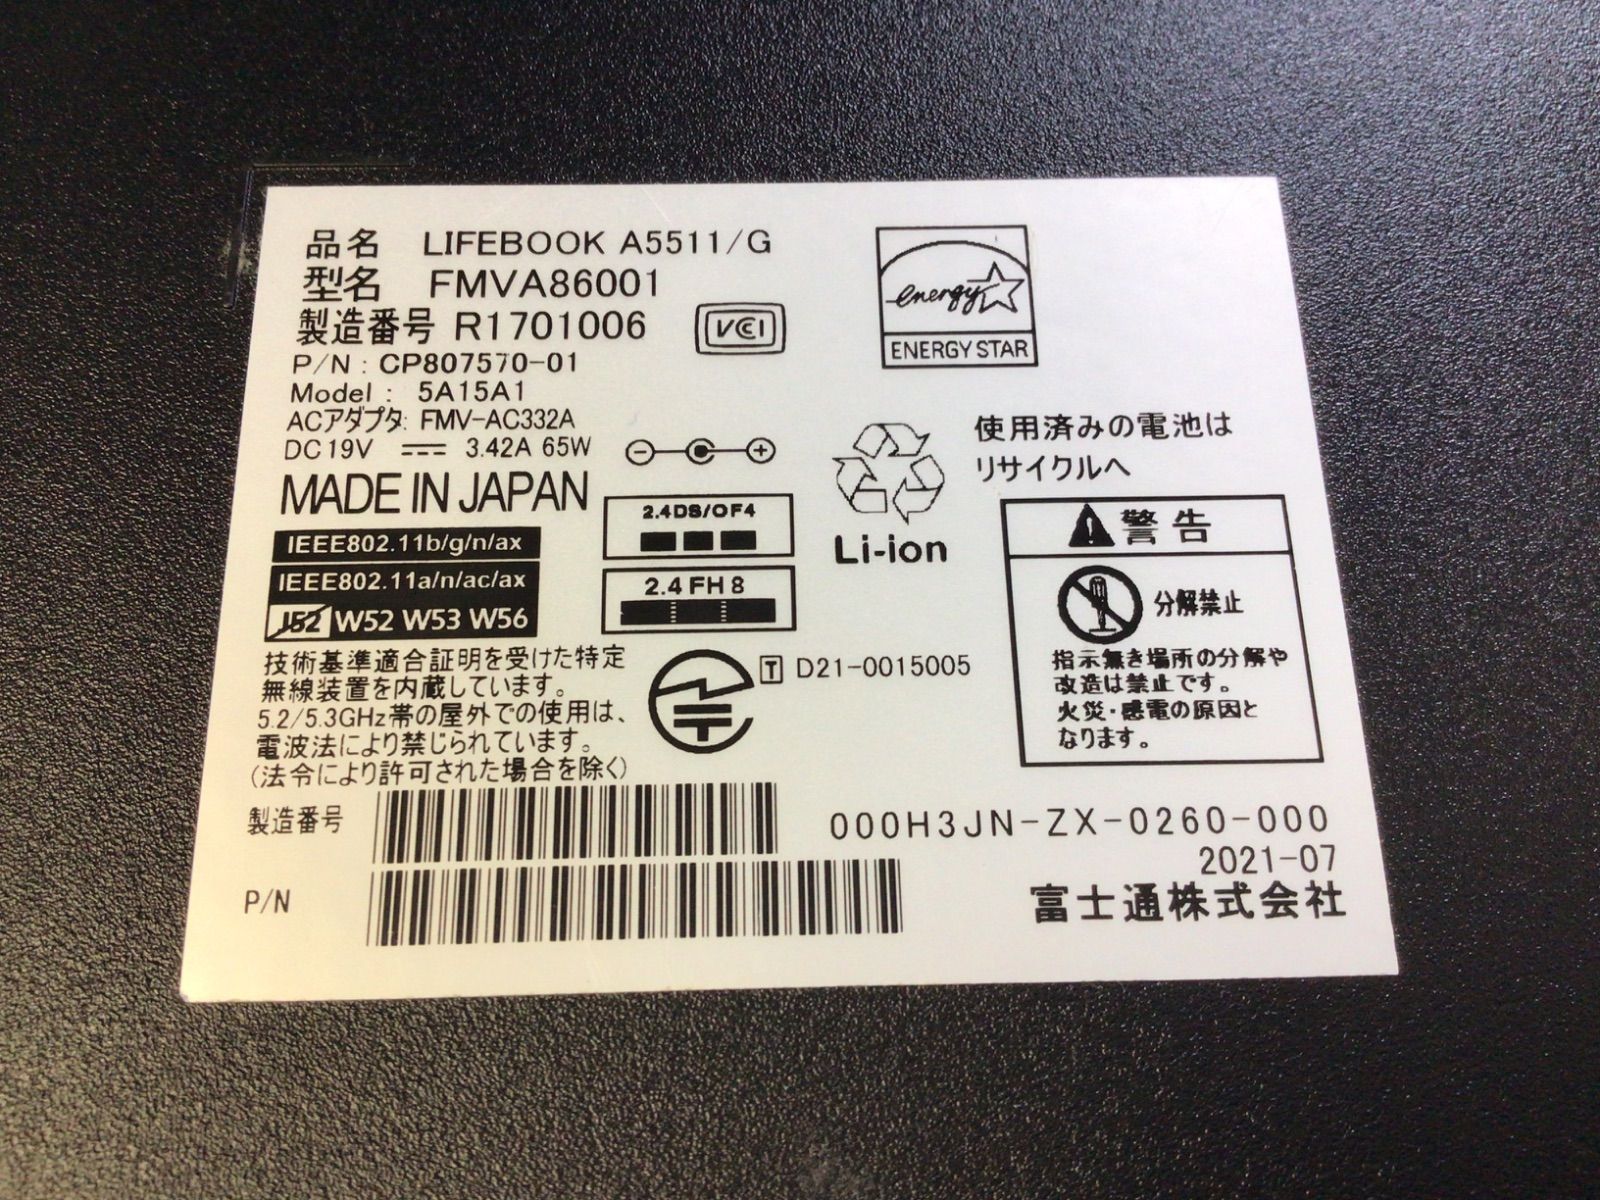 品名 LIFEBOOK A5511/G
型名 FMVA86001
製造番号 R1701006
VCCI
P/N : CP807570-01
Model : 5A15A1
ACアダプタ: FMV-AC332A
DC 19V ⎓ 3.42A 65W
MADE IN JAPAN
energy
ENERGY STAR
使用済みの電池は
リサイクルへ
Li-ion
IEEE802.11b/g/n/ax
IEEE802.11a/n/ac/ax
J52 W52 W53 W56
2.4DS/OF4
2.4 FH 8
警告
分解禁止
指示無き場所の分解や
改造は禁止です。
火災・感電の原因と
なります。
技術基準適合証明を受けた特定
無線装置を内蔵しています。
5.2/5.3GHz帯の屋外での使用は、
電波法により禁じられています。
(法令により許可された場合を除く)
T D21-0015005
製造番号
P/N
000H3JN-ZX-0260-000
2021-07
富士通株式会社